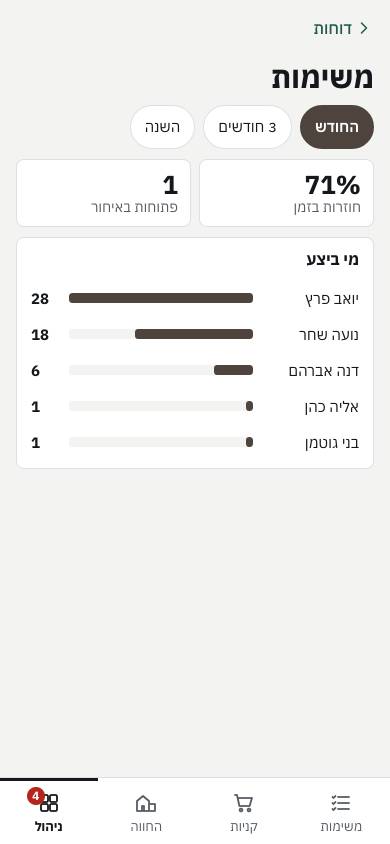 דוחות
משימות
החודש
3 חודשים
השנה
71%
חוזרות בזמן
1
פתוחות באיחור
מי ביצע
יואב פרץ 28
נועה שחר 18
דנה אברהם 6
אליה כהן 1
בני גוטמן 1
משימות
קניות
החווה
4
ניהול